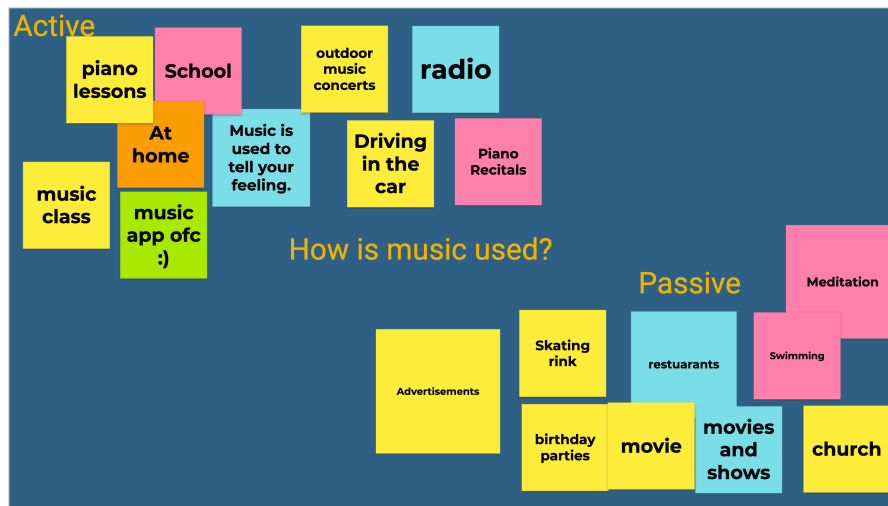 Active
piano
lessons
School
outdoor
music
concerts
radio
At
home
Music is
used to
tell your
feeling.
Driving
in the
car
Piano
Recitals
music
class
music
app ofc
:)
How is music used?
Passive
Meditation
Advertisements
Skating
rink
restuarants
Swimming
birthday
parties
movie
movies
and
shows
church